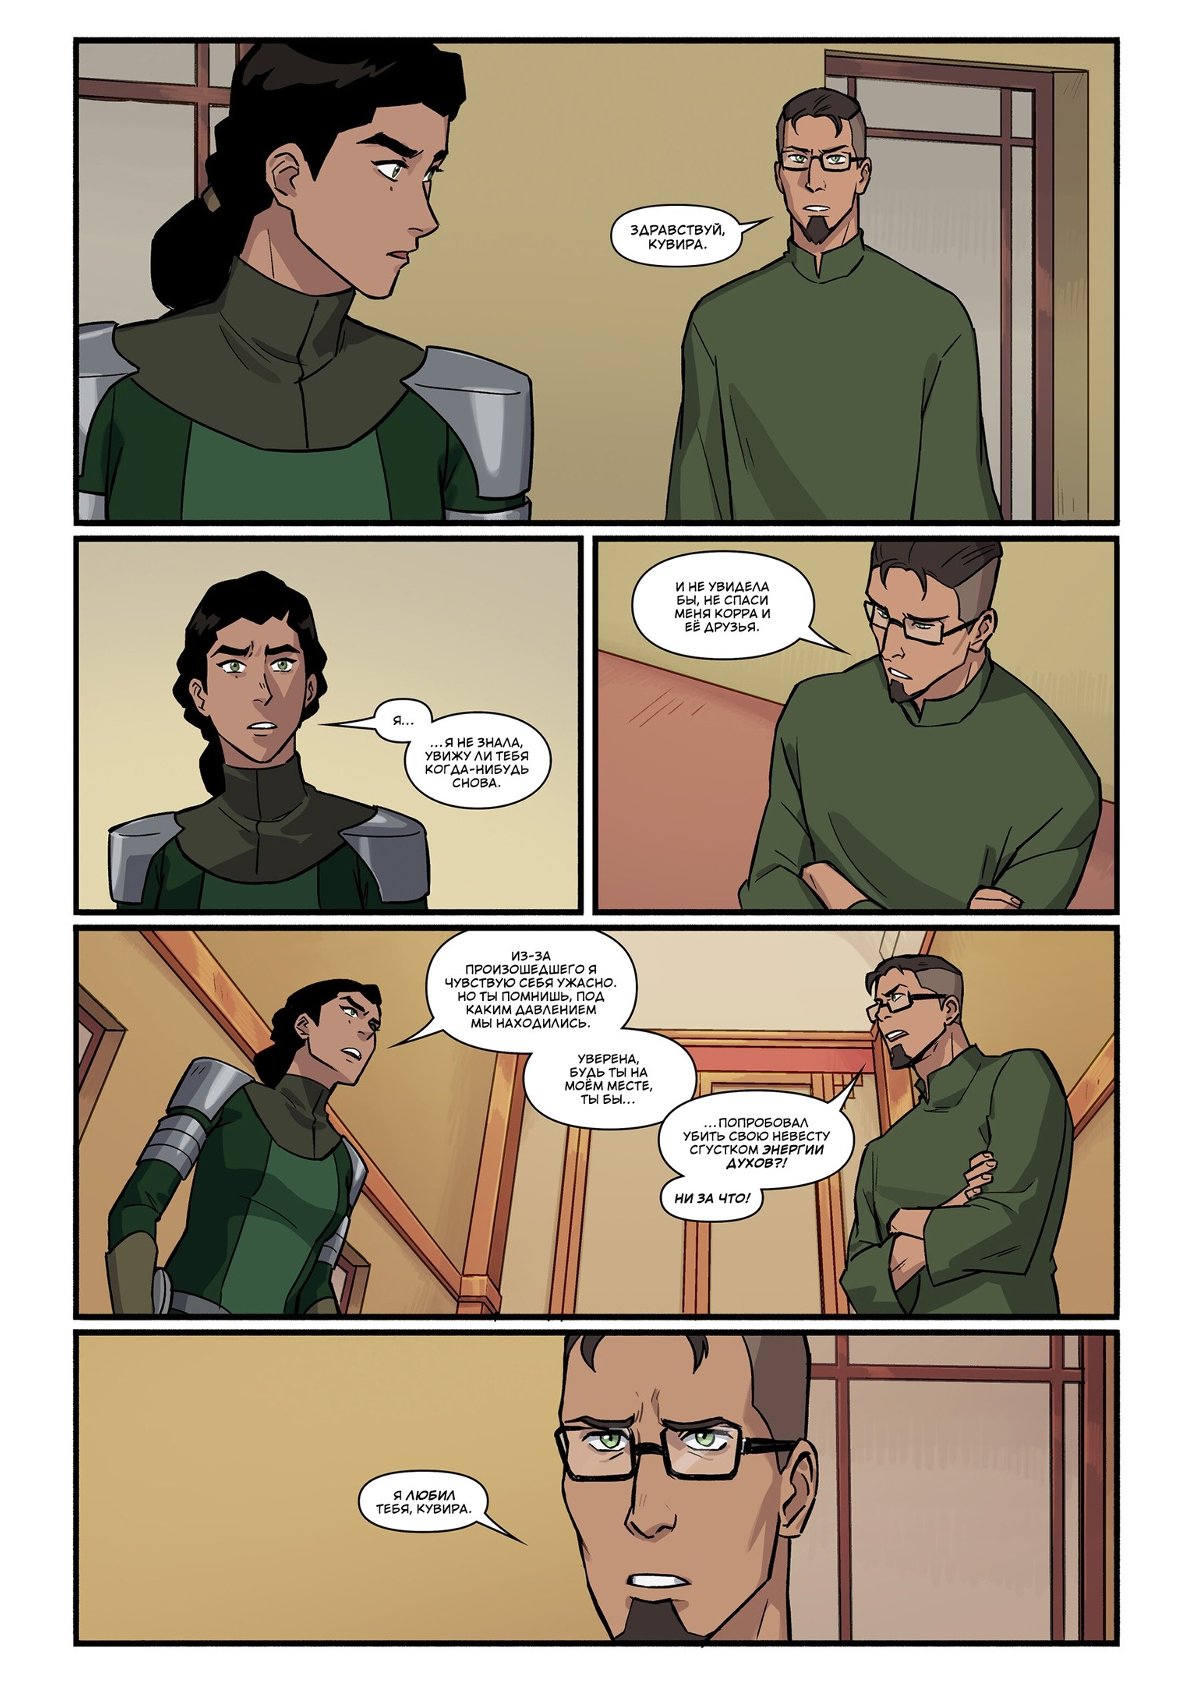 ЗДРАВСТВУЙ,
КУВИРА.
Я...
...Я НЕ ЗНАЛА,
УВИЖУ ЛИ ТЕБЯ
КОГДА-НИБУДЬ
СНОВА.
И НЕ УВИДЕЛА
БЫ, НЕ СПАСИ
МЕНЯ КОРРА И
ЕЁ ДРУЗЬЯ.
ИЗ-ЗА
ПРОИЗОШЕДШЕГО Я
ЧУВСТВУЮ СЕБЯ УЖАСНО.
НО ТЫ ПОМНИШЬ, ПОД
КАКИМ ДАВЛЕНИЕМ
МЫ НАХОДИЛИСЬ.
УВЕРЕНА,
БУДЬ ТЫ НА
МОЁМ МЕСТЕ,
ТЫ БЫ...
...ПОПРОБОВАЛ
УБИТЬ СВОЮ НЕВЕСТУ
СГУСТКОМ ЭНЕРГИИ
ДУХОВ?!
НИ ЗА ЧТО!
Я ЛЮБИЛ
ТЕБЯ, КУВИРА.